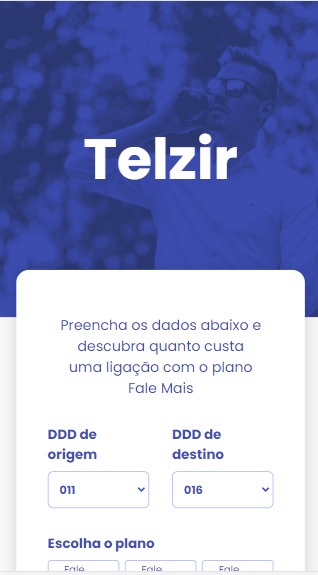 Telzir
Preencha os dados abaixo e
descubra quanto custa
uma ligação com o plano
Fale Mais
DDD de origem
DDD de destino
011 016
Escolha o plano
Fale Fale Fale